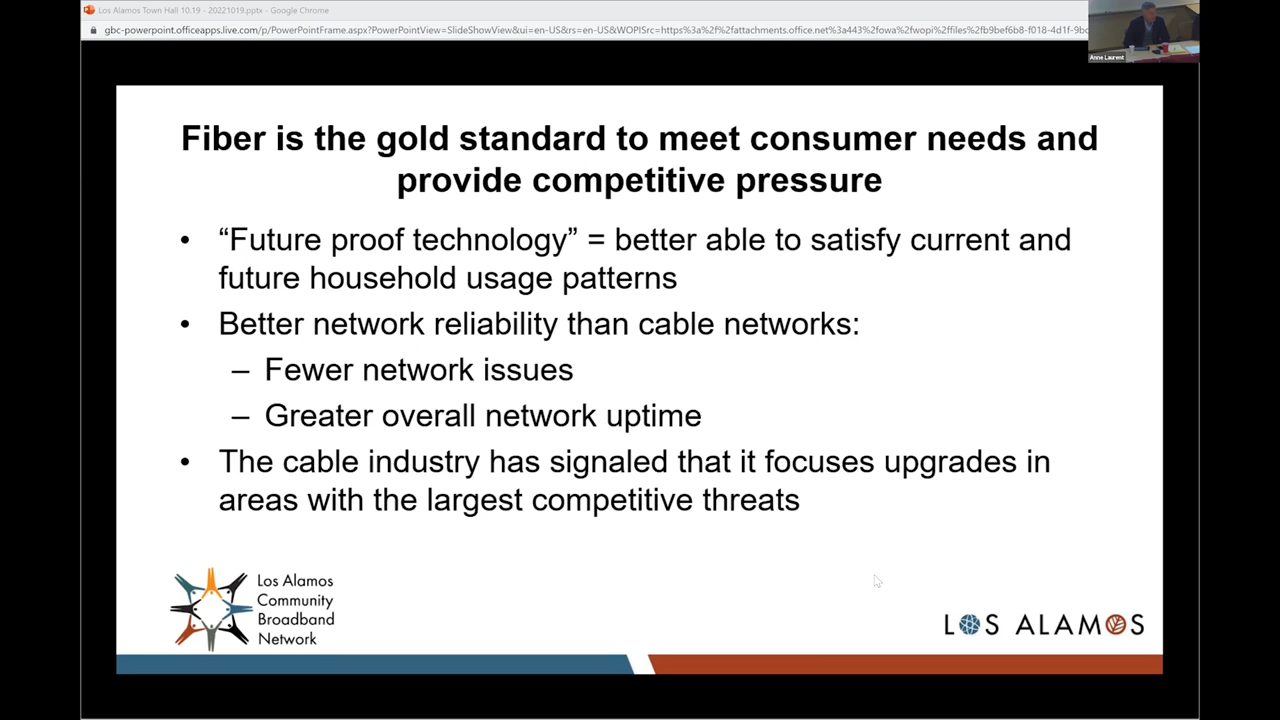 Los Alamos Town Hall 10.19 - 20221019.pptx - Google Chrome
gbc-powerpoint.officeapps.live.com/p/PowerPointFrame.aspx?PowerPointView=SlideShowView&ui=en-US&rs=en-US&WOPISrc=https%3a%2f%2fattachments.office.net%3a443%2fowa%2fwopi%2ffiles%2fb9bef6b8-f018-4d1f-9bc
Anne Laurent
Fiber is the gold standard to meet consumer needs and
provide competitive pressure
• “Future proof technology” = better able to satisfy current and
future household usage patterns
• Better network reliability than cable networks:
– Fewer network issues
– Greater overall network uptime
• The cable industry has signaled that it focuses upgrades in
areas with the largest competitive threats
Los Alamos
Community
Broadband
Network
LOS ALAMOS